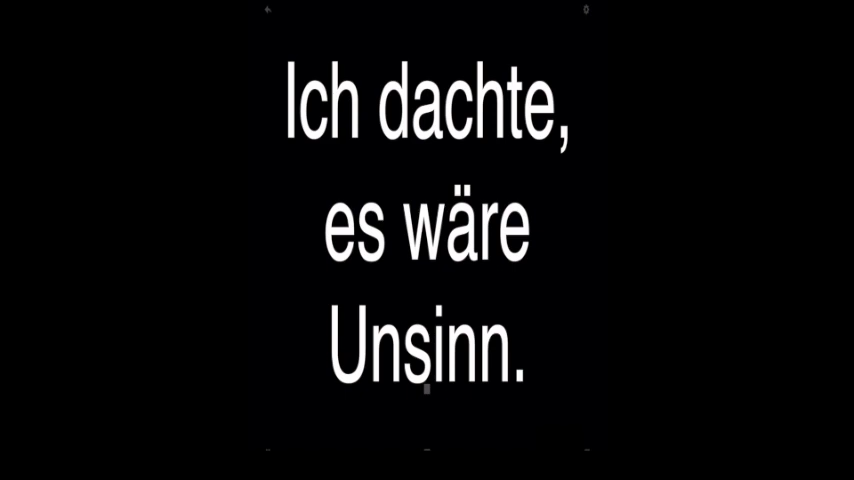 Ich dachte,
es wäre
Unsinn.